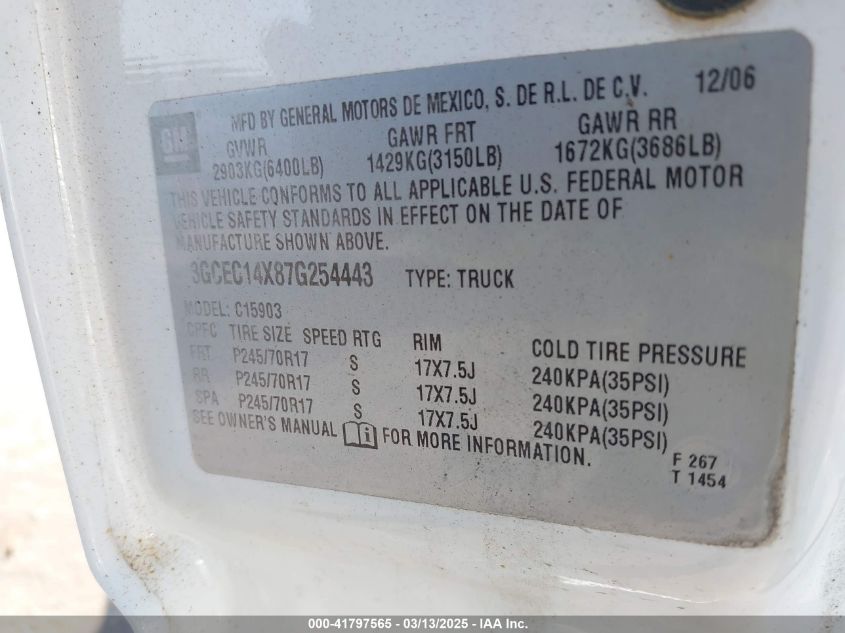 GM
MFD BY GENERAL MOTORS DE MEXICO, S. DE R.L. DE C.V. 12/06
GVWR GAWR FRT GAWR RR
2903KG(6400LB) 1429KG(3150LB) 1672KG(3686LB)
THIS VEHICLE CONFORMS TO ALL APPLICABLE U.S. FEDERAL MOTOR
VEHICLE SAFETY STANDARDS IN EFFECT ON THE DATE OF
MANUFACTURE SHOWN ABOVE.
3GCEC14X87G254443 TYPE: TRUCK
MODEL: C15903
CPFC TIRE SIZE SPEED RTG RIM COLD TIRE PRESSURE
FRT P245/70R17 S 17X7.5J 240KPA(35PSI)
RR P245/70R17 S 17X7.5J 240KPA(35PSI)
SPA P245/70R17 S 17X7.5J 240KPA(35PSI)
SEE OWNER'S MANUAL i FOR MORE INFORMATION.
F 267
T 1454
000-41797565 - 03/13/2025 - IAA Inc.